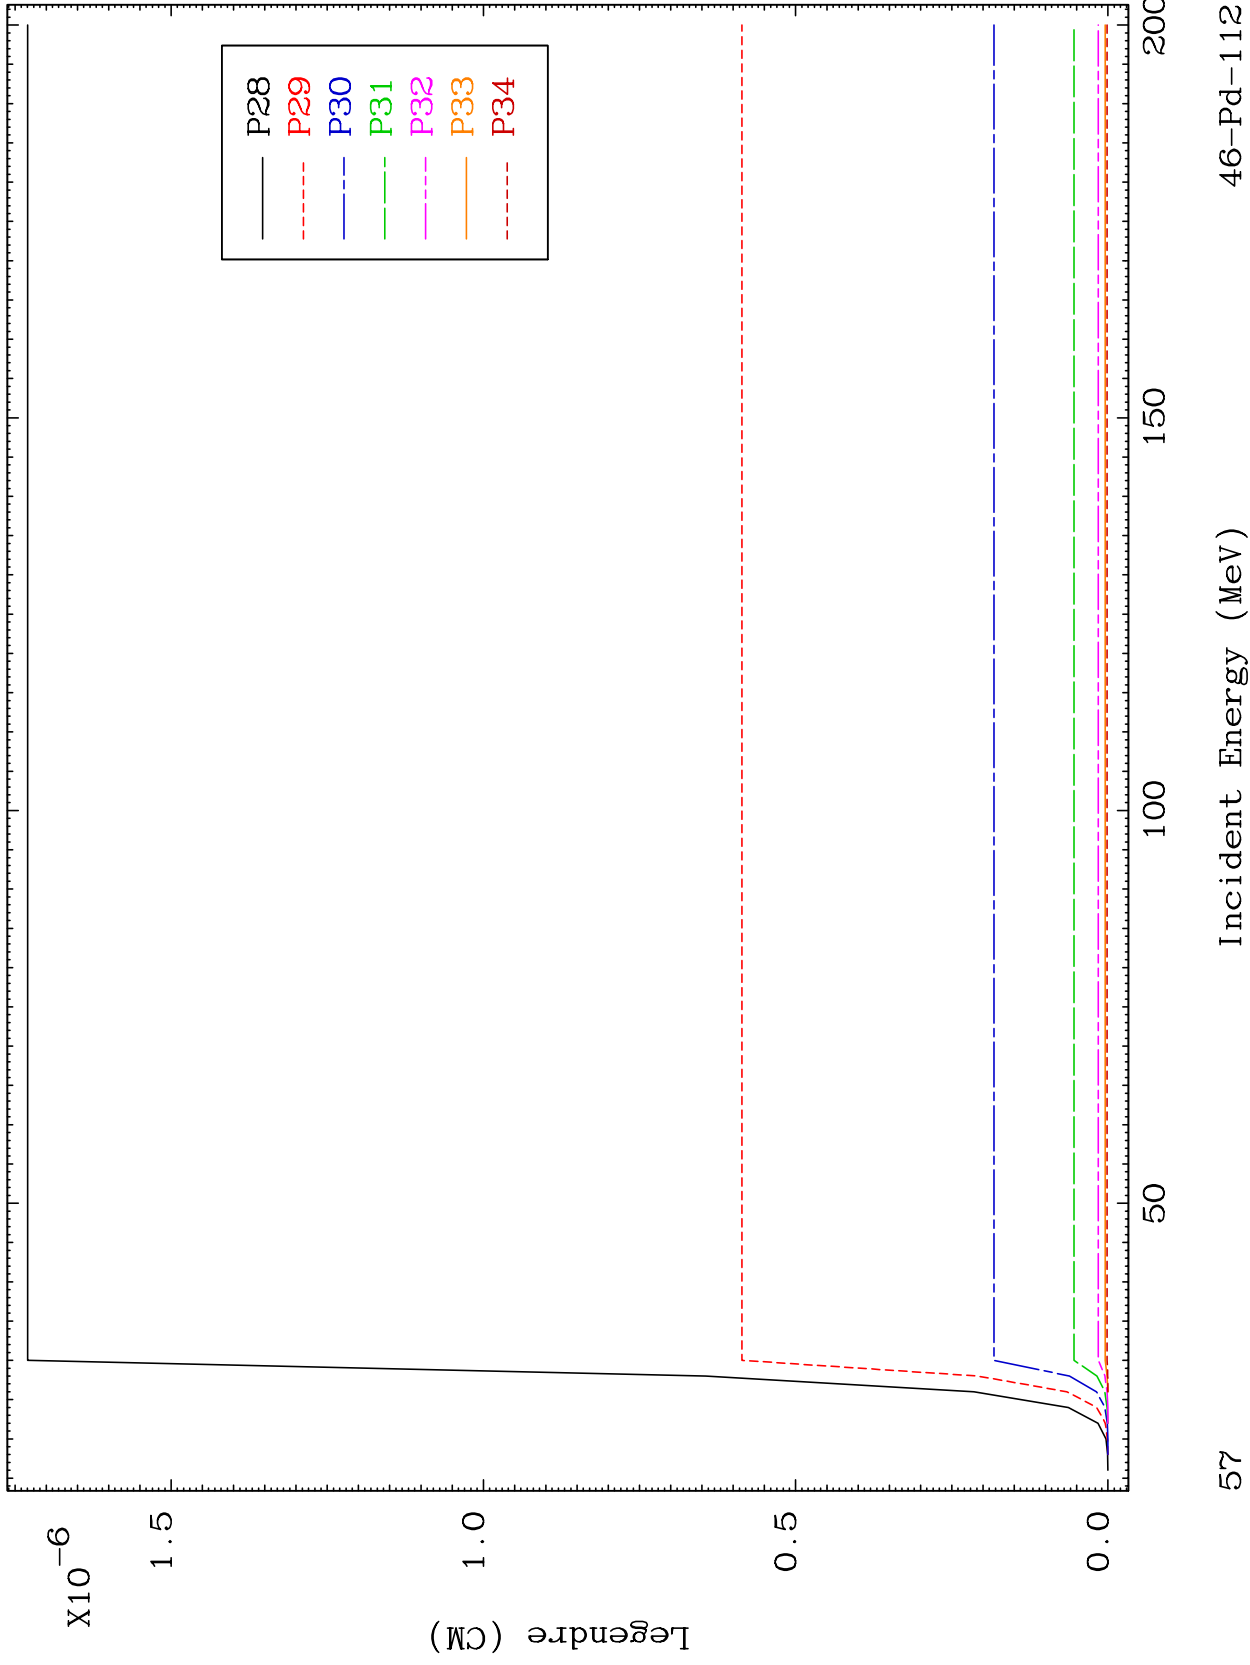 X10−6
Legendre (CM)
1.5
1.0
0.5
0.0
P28
P29
P30
P31
P32
P33
P34
50
100
150
200
57
Incident Energy (MeV)
46−Pd−112